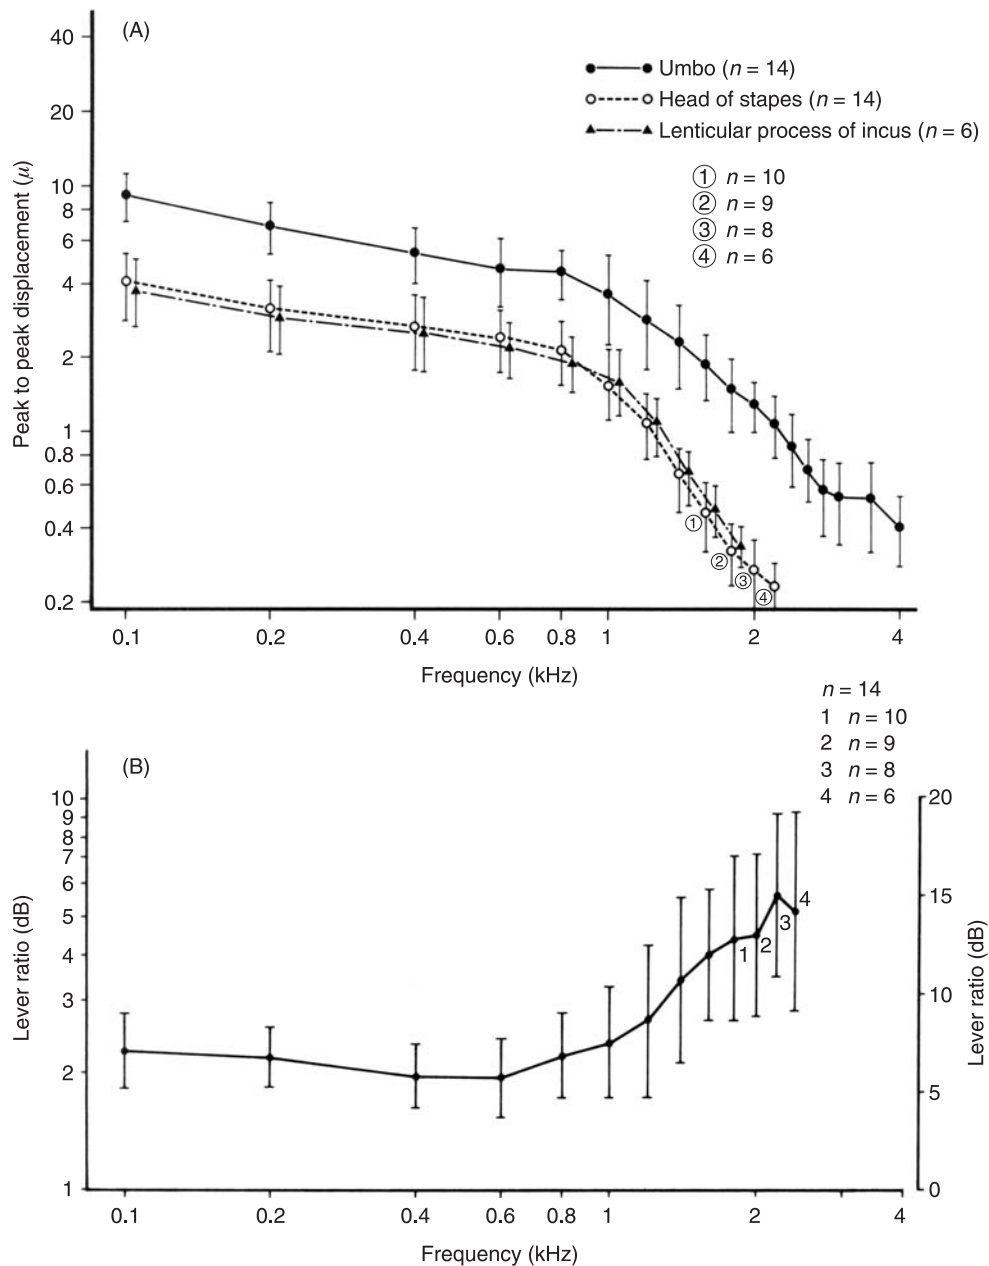 (A)
40
20
10
8
6
4
2
1
0.8
0.6
0.4
0.2
Peak to peak displacement (μ)
Umbo (n = 14)
Head of stapes (n = 14)
Lenticular process of incus (n = 6)
① n = 10
② n = 9
③ n = 8
④ n = 6
①
②
③
④
0.1 0.2 0.4 0.6 0.8 1 2 4
Frequency (kHz)
n = 14
1 n = 10
2 n = 9
3 n = 8
4 n = 6
(B)
10
9
8
7
6
5
4
3
2
1
Lever ratio (dB)
1
2
3
4
20
15
10
5
0
Lever ratio (dB)
0.1 0.2 0.4 0.6 0.8 1 2 4
Frequency (kHz)